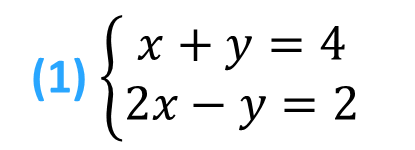 (1)
x + y = 4
2x − y = 2